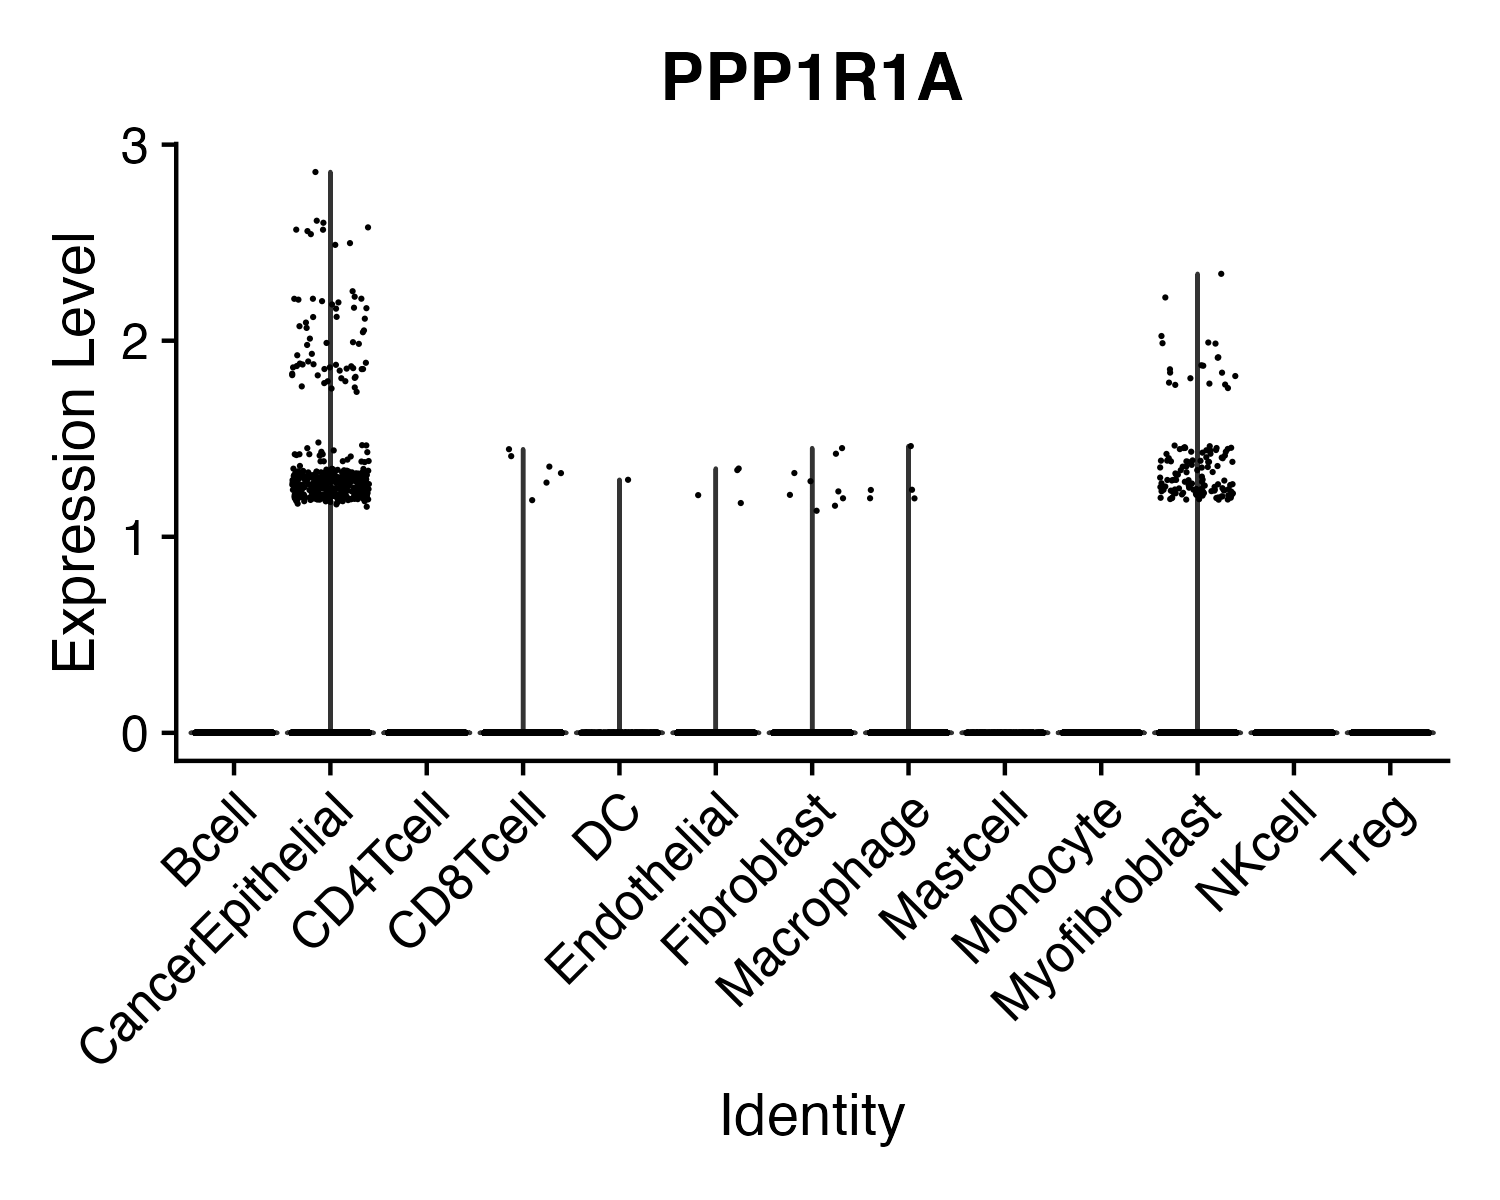 PPP1R1A
Expression Level
3
2
1
0
Bcell
CancerEpithelial
CD4Tcell
CD8Tcell
DC
Endothelial
Fibroblast
Macrophage
Mastcell
Monocyte
Myofibroblast
NKcell
Treg
Identity